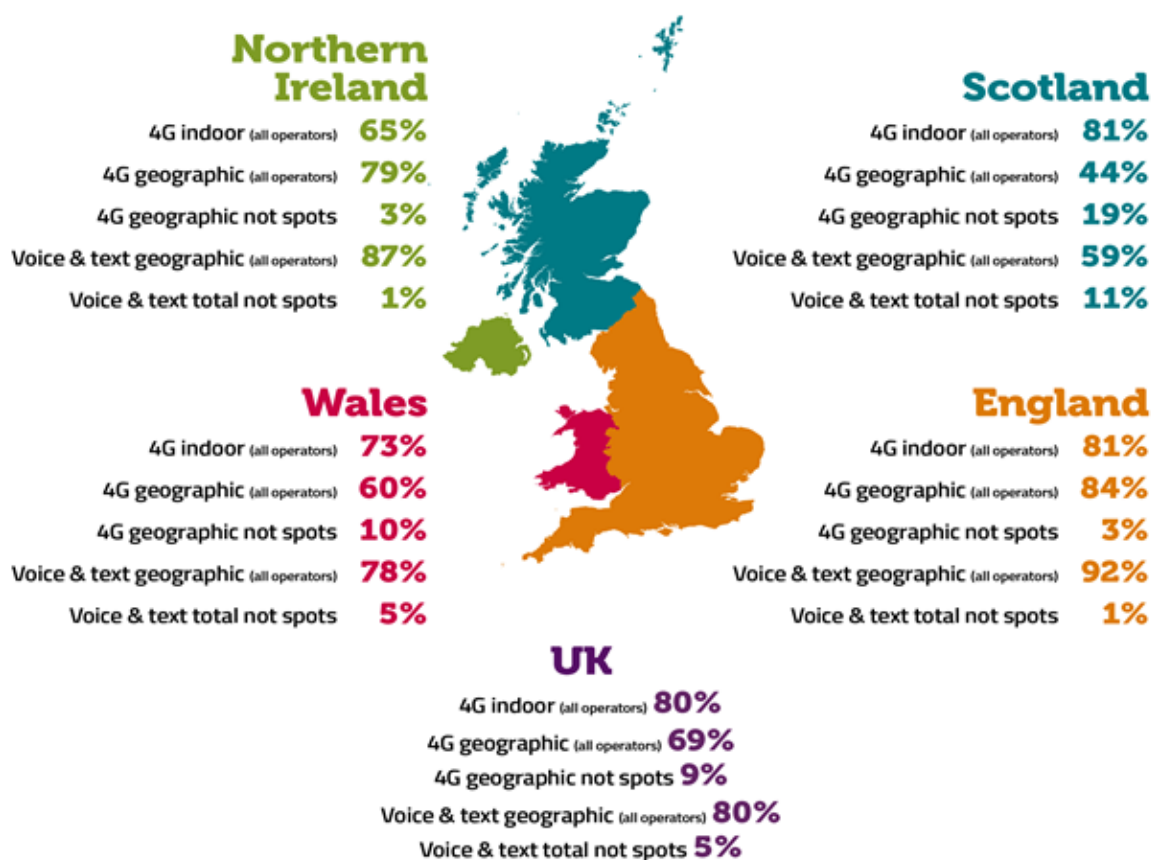 Northern
Ireland
4G indoor (all operators) 65%
4G geographic (all operators) 79%
4G geographic not spots 3%
Voice & text geographic (all operators) 87%
Voice & text total not spots 1%
Scotland
4G indoor (all operators) 81%
4G geographic (all operators) 44%
4G geographic not spots 19%
Voice & text geographic (all operators) 59%
Voice & text total not spots 11%
Wales
4G indoor (all operators) 73%
4G geographic (all operators) 60%
4G geographic not spots 10%
Voice & text geographic (all operators) 78%
Voice & text total not spots 5%
England
4G indoor (all operators) 81%
4G geographic (all operators) 84%
4G geographic not spots 3%
Voice & text geographic (all operators) 92%
Voice & text total not spots 1%
UK
4G indoor (all operators) 80%
4G geographic (all operators) 69%
4G geographic not spots 9%
Voice & text geographic (all operators) 80%
Voice & text total not spots 5%